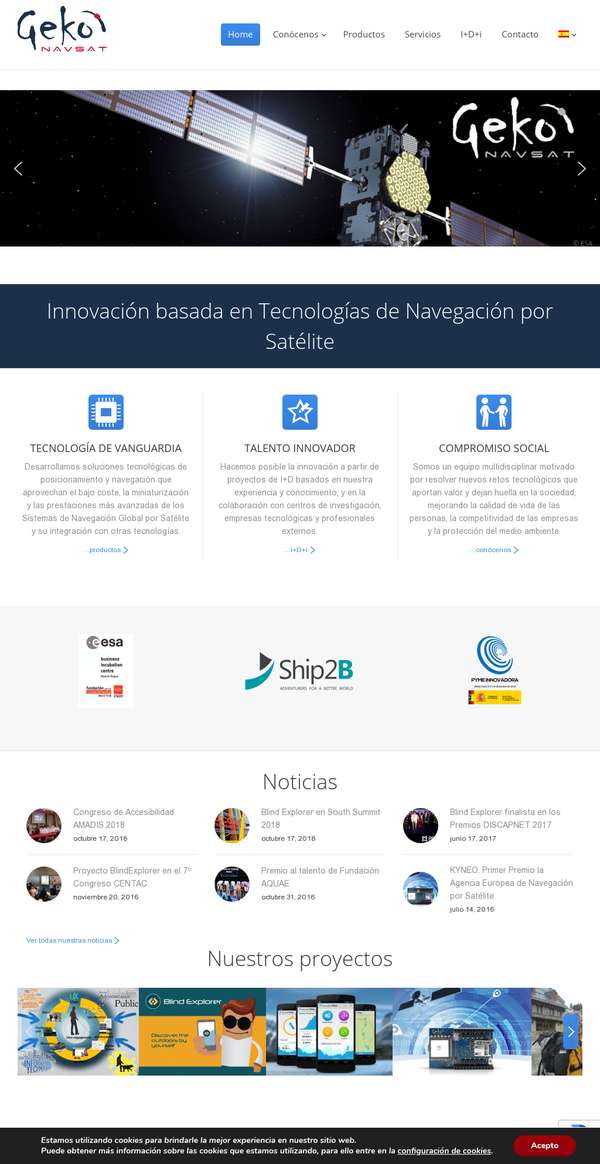 Geko
NAVSAT
Home
Conócenos
Productos
Servicios
I+D+i
Contacto
Geko
NAVSAT
© ESA
Innovación basada en Tecnologías de Navegación por
Satélite
TECNOLOGÍA DE VANGUARDIA
Desarrollamos soluciones tecnológicas de
posicionamiento y navegación que
aprovechan el bajo coste, la miniaturización
y las prestaciones más avanzadas de los
Sistemas de Navegación Global por Satélite
y su integración con otras tecnologías.
...productos
TALENTO INNOVADOR
Hacemos posible la innovación a partir de
proyectos de I+D basados en nuestra
experiencia y conocimiento, y en la
colaboración con centros de investigación,
empresas tecnológicas y profesionales
externos.
...I+D+i
COMPROMISO SOCIAL
Somos un equipo multidisciplinar motivado
por resolver nuevos retos tecnológicos que
aportan valor y dejan huella en la sociedad,
mejorando la calidad de vida de las
personas, la competitividad de las empresas
y la protección del medio ambiente.
...conócenos
esa
business
incubation
centre
Ship2B
ADVENTURERS FOR A BETTER WORLD
PYMEINNOVADORA
Noticias
Congreso de Accesibilidad
AMADIS 2018
octubre 17, 2018
Blind Explorer en South Summit
2018
octubre 17, 2018
Blind Explorer finalista en los
Premios DISCAPNET 2017
junio 17, 2017
Proyecto BlindExplorer en el 7º
Congreso CENTAC
noviembre 20, 2016
Premio al talento de Fundación
AQUAE
octubre 31, 2016
KYNEO. Primer Premio la
Agencia Europea de Navegación
por Satélite
julio 14, 2016
Ver todas nuestras noticias
Nuestros proyectos
UX
Public
Blind Explorer
Discover the
outdoors by
yourself
Estamos utilizando cookies para brindarle la mejor experiencia en nuestro sitio web.
Puede obtener más información sobre las cookies que estamos utilizando, para ello entre en la configuración de cookies.
Acepto